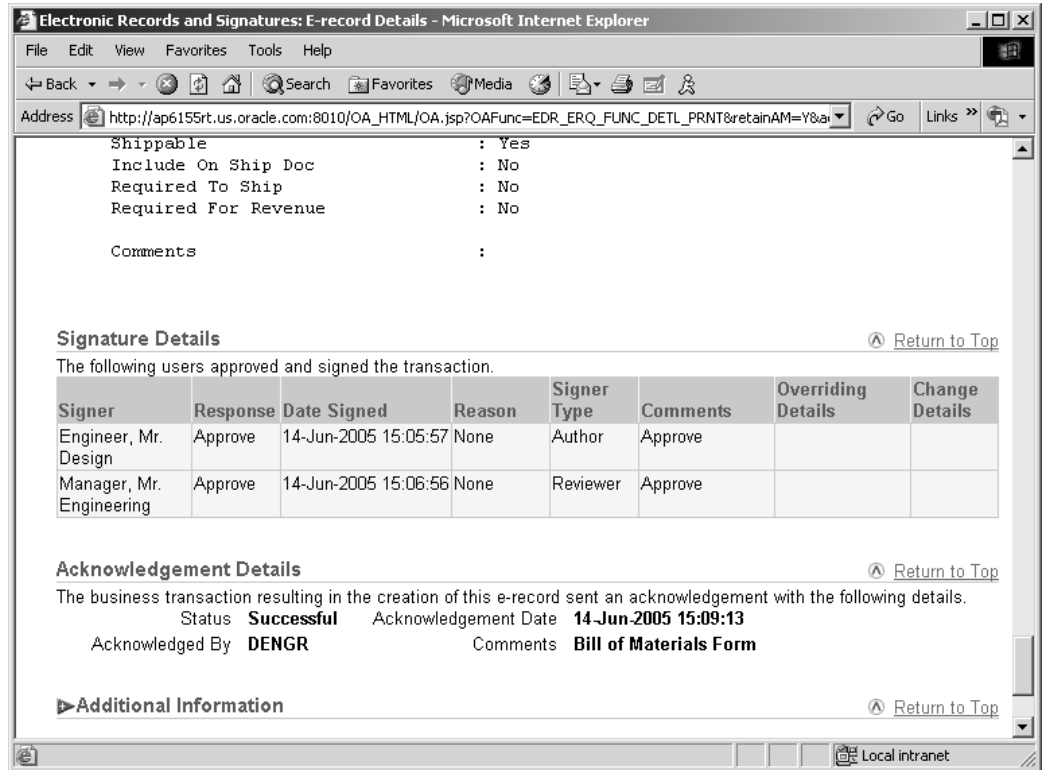 Electronic Records and Signatures: E-record Details - Microsoft Internet Explorer
File Edit View Favorites Tools Help
Back Search Favorites Media
Address http://ap6155rt.us.oracle.com:8010/OA_HTML/OA.jsp?OAFunc=EDR_ERQ_FUNC_DETL_PRNT&retainAM=Y&a Go Links »
Shippable : Yes
Include On Ship Doc : No
Required To Ship : No
Required For Revenue : No
Comments :
Signature Details Return to Top
The following users approved and signed the transaction.
Signer Response Date Signed Reason Signer Type Comments Overriding Details Change Details
Engineer, Mr. Design Approve 14-Jun-2005 15:05:57 None Author Approve
Manager, Mr. Engineering Approve 14-Jun-2005 15:06:56 None Reviewer Approve
Acknowledgement Details Return to Top
The business transaction resulting in the creation of this e-record sent an acknowledgement with the following details.
Status Successful Acknowledgement Date 14-Jun-2005 15:09:13
Acknowledged By DENGR Comments Bill of Materials Form
Additional Information Return to Top
Local intranet